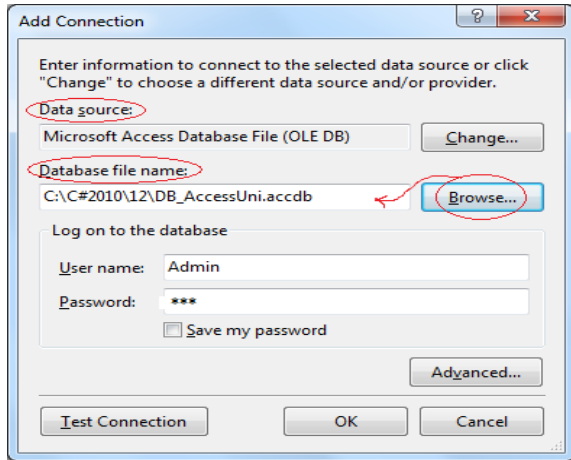 Add Connection
Enter information to connect to the selected data source or click
"Change" to choose a different data source and/or provider.
Data source:
Microsoft Access Database File (OLE DB)
Change...
Database file name:
C:\C#2010\12\DB_AccessUni.accdb
Browse...
Log on to the database
User name:
Admin
Password:
***
Save my password
Advanced...
Test Connection
OK
Cancel